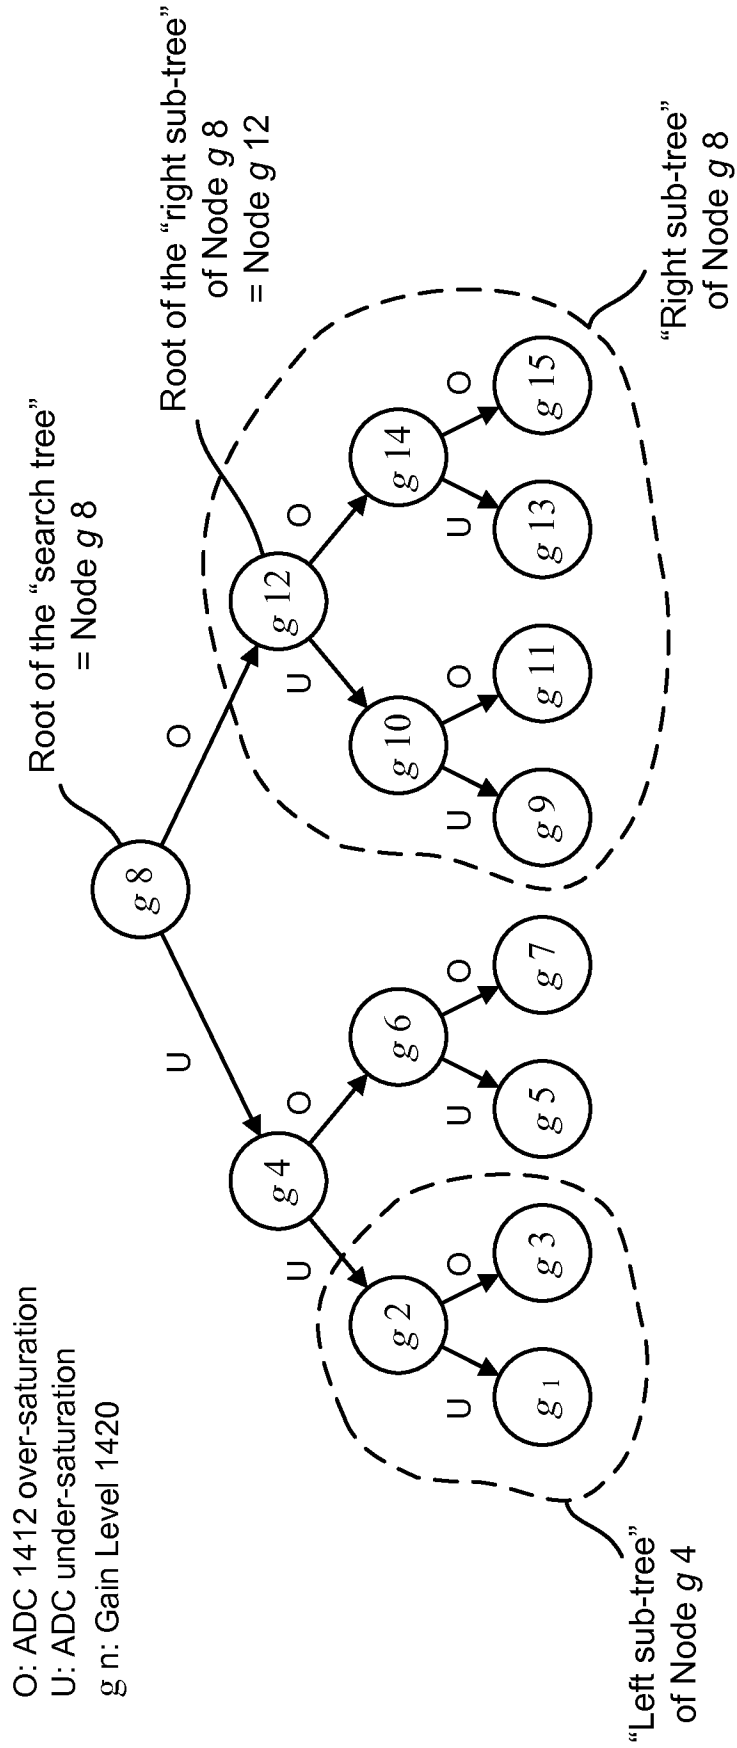 O: ADC 1412 over-saturation
U: ADC under-saturation
g n: Gain Level 1420
Root of the “search tree”
= Node g 8
Root of the “right sub-tree”
of Node g 8
= Node g 12
g 8
U
O
g 4
g 12
U
O
U
O
g 2
g 6
g 10
g 14
U
O
U
O
U
O
U
O
g 1
g 3
g 5
g 7
g 9
g 11
g 13
g 15
“Left sub-tree”
of Node g 4
“Right sub-tree”
of Node g 8